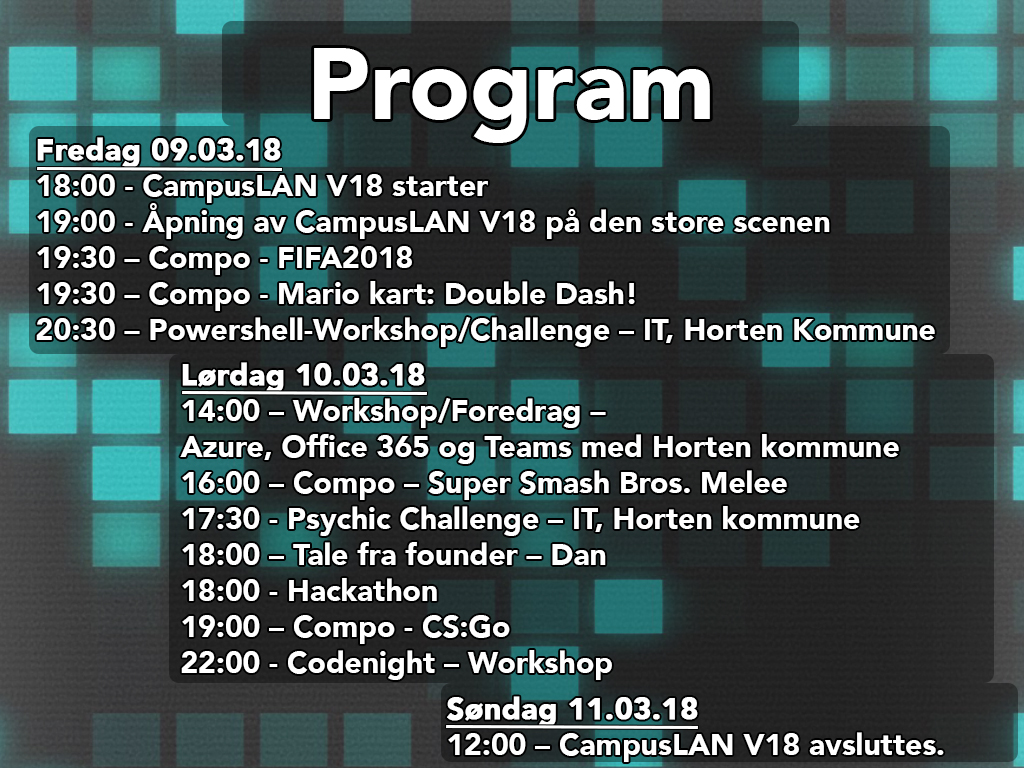 Program
Fredag 09.03.18
18:00 - CampusLAN V18 starter
19:00 - Åpning av CampusLAN V18 på den store scenen
19:30 – Compo - FIFA2018
19:30 – Compo - Mario kart: Double Dash!
20:30 – Powershell-Workshop/Challenge – IT, Horten Kommune
Lørdag 10.03.18
14:00 – Workshop/Foredrag –
Azure, Office 365 og Teams med Horten kommune
16:00 – Compo – Super Smash Bros. Melee
17:30 - Psychic Challenge – IT, Horten kommune
18:00 – Tale fra founder – Dan
18:00 - Hackathon
19:00 – Compo - CS:Go
22:00 - Codenight – Workshop
Søndag 11.03.18
12:00 – CampusLAN V18 avsluttes.